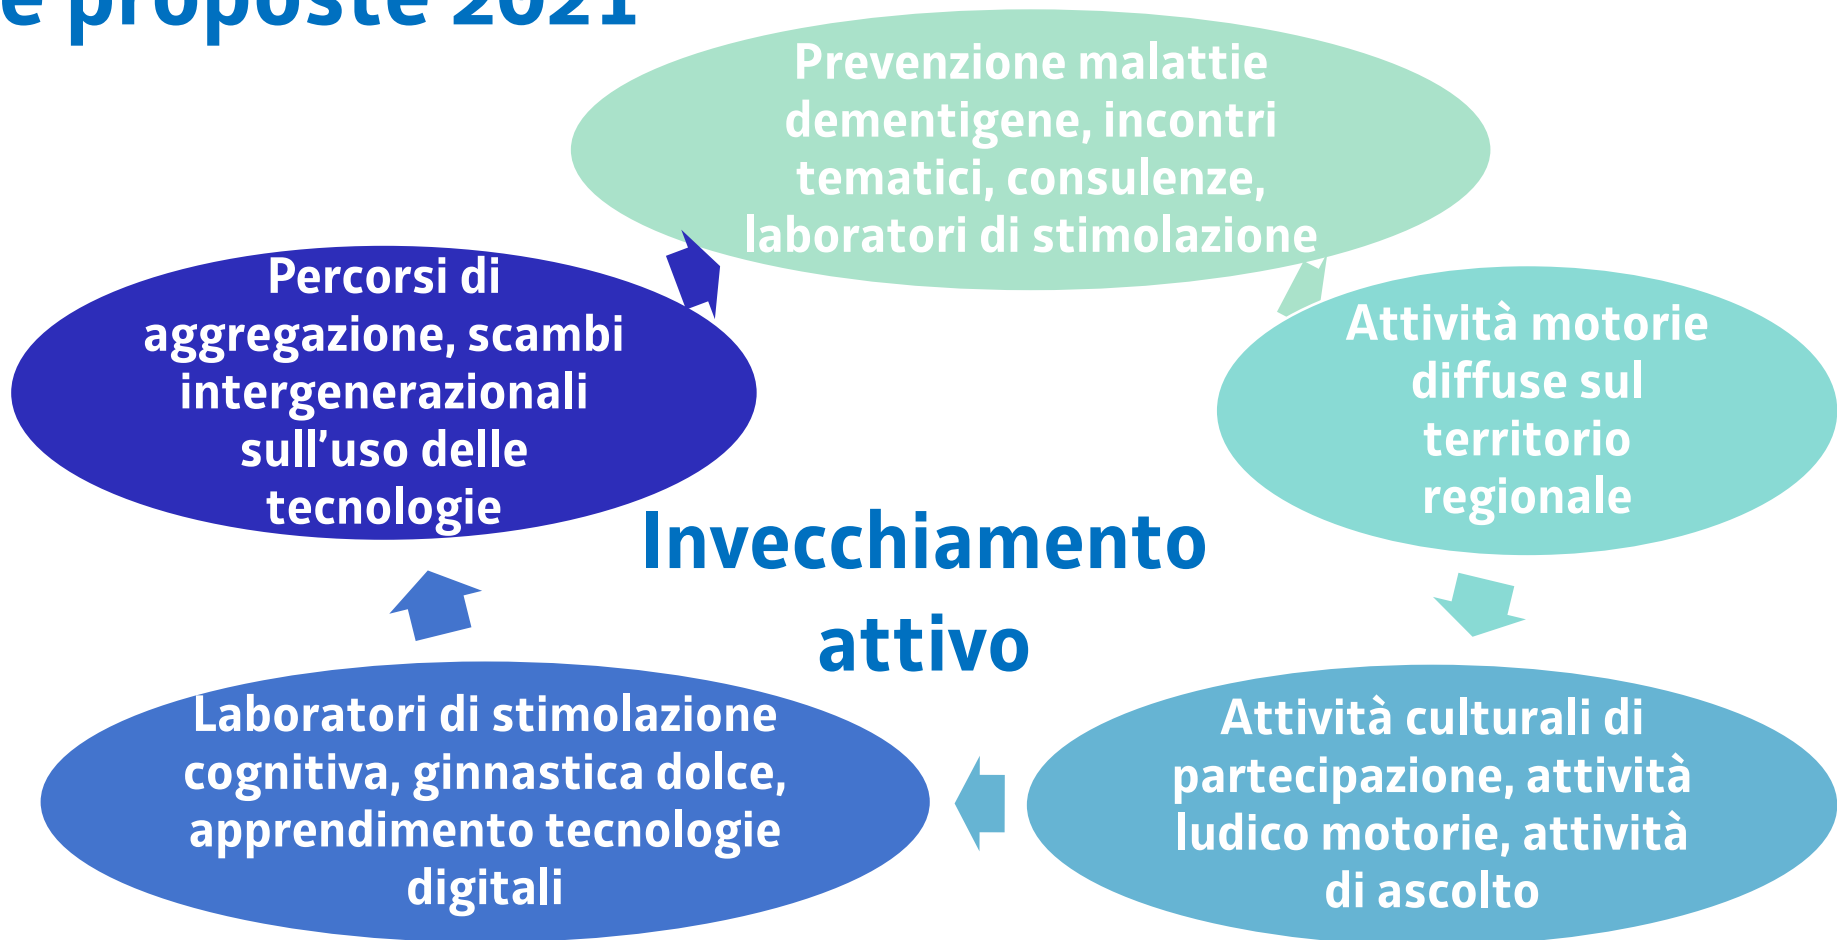 e proposte 2021
Prevenzione malattie
dementigene, incontri
tematici, consulenze,
laboratori di stimolazione
Attività motorie
diffuse sul
territorio
regionale
Attività culturali di
partecipazione, attività
ludico motorie, attività
di ascolto
Laboratori di stimolazione
cognitiva, ginnastica dolce,
apprendimento tecnologie
digitali
Percorsi di
aggregazione, scambi
intergenerazionali
sull'uso delle
tecnologie
Invecchiamento
attivo